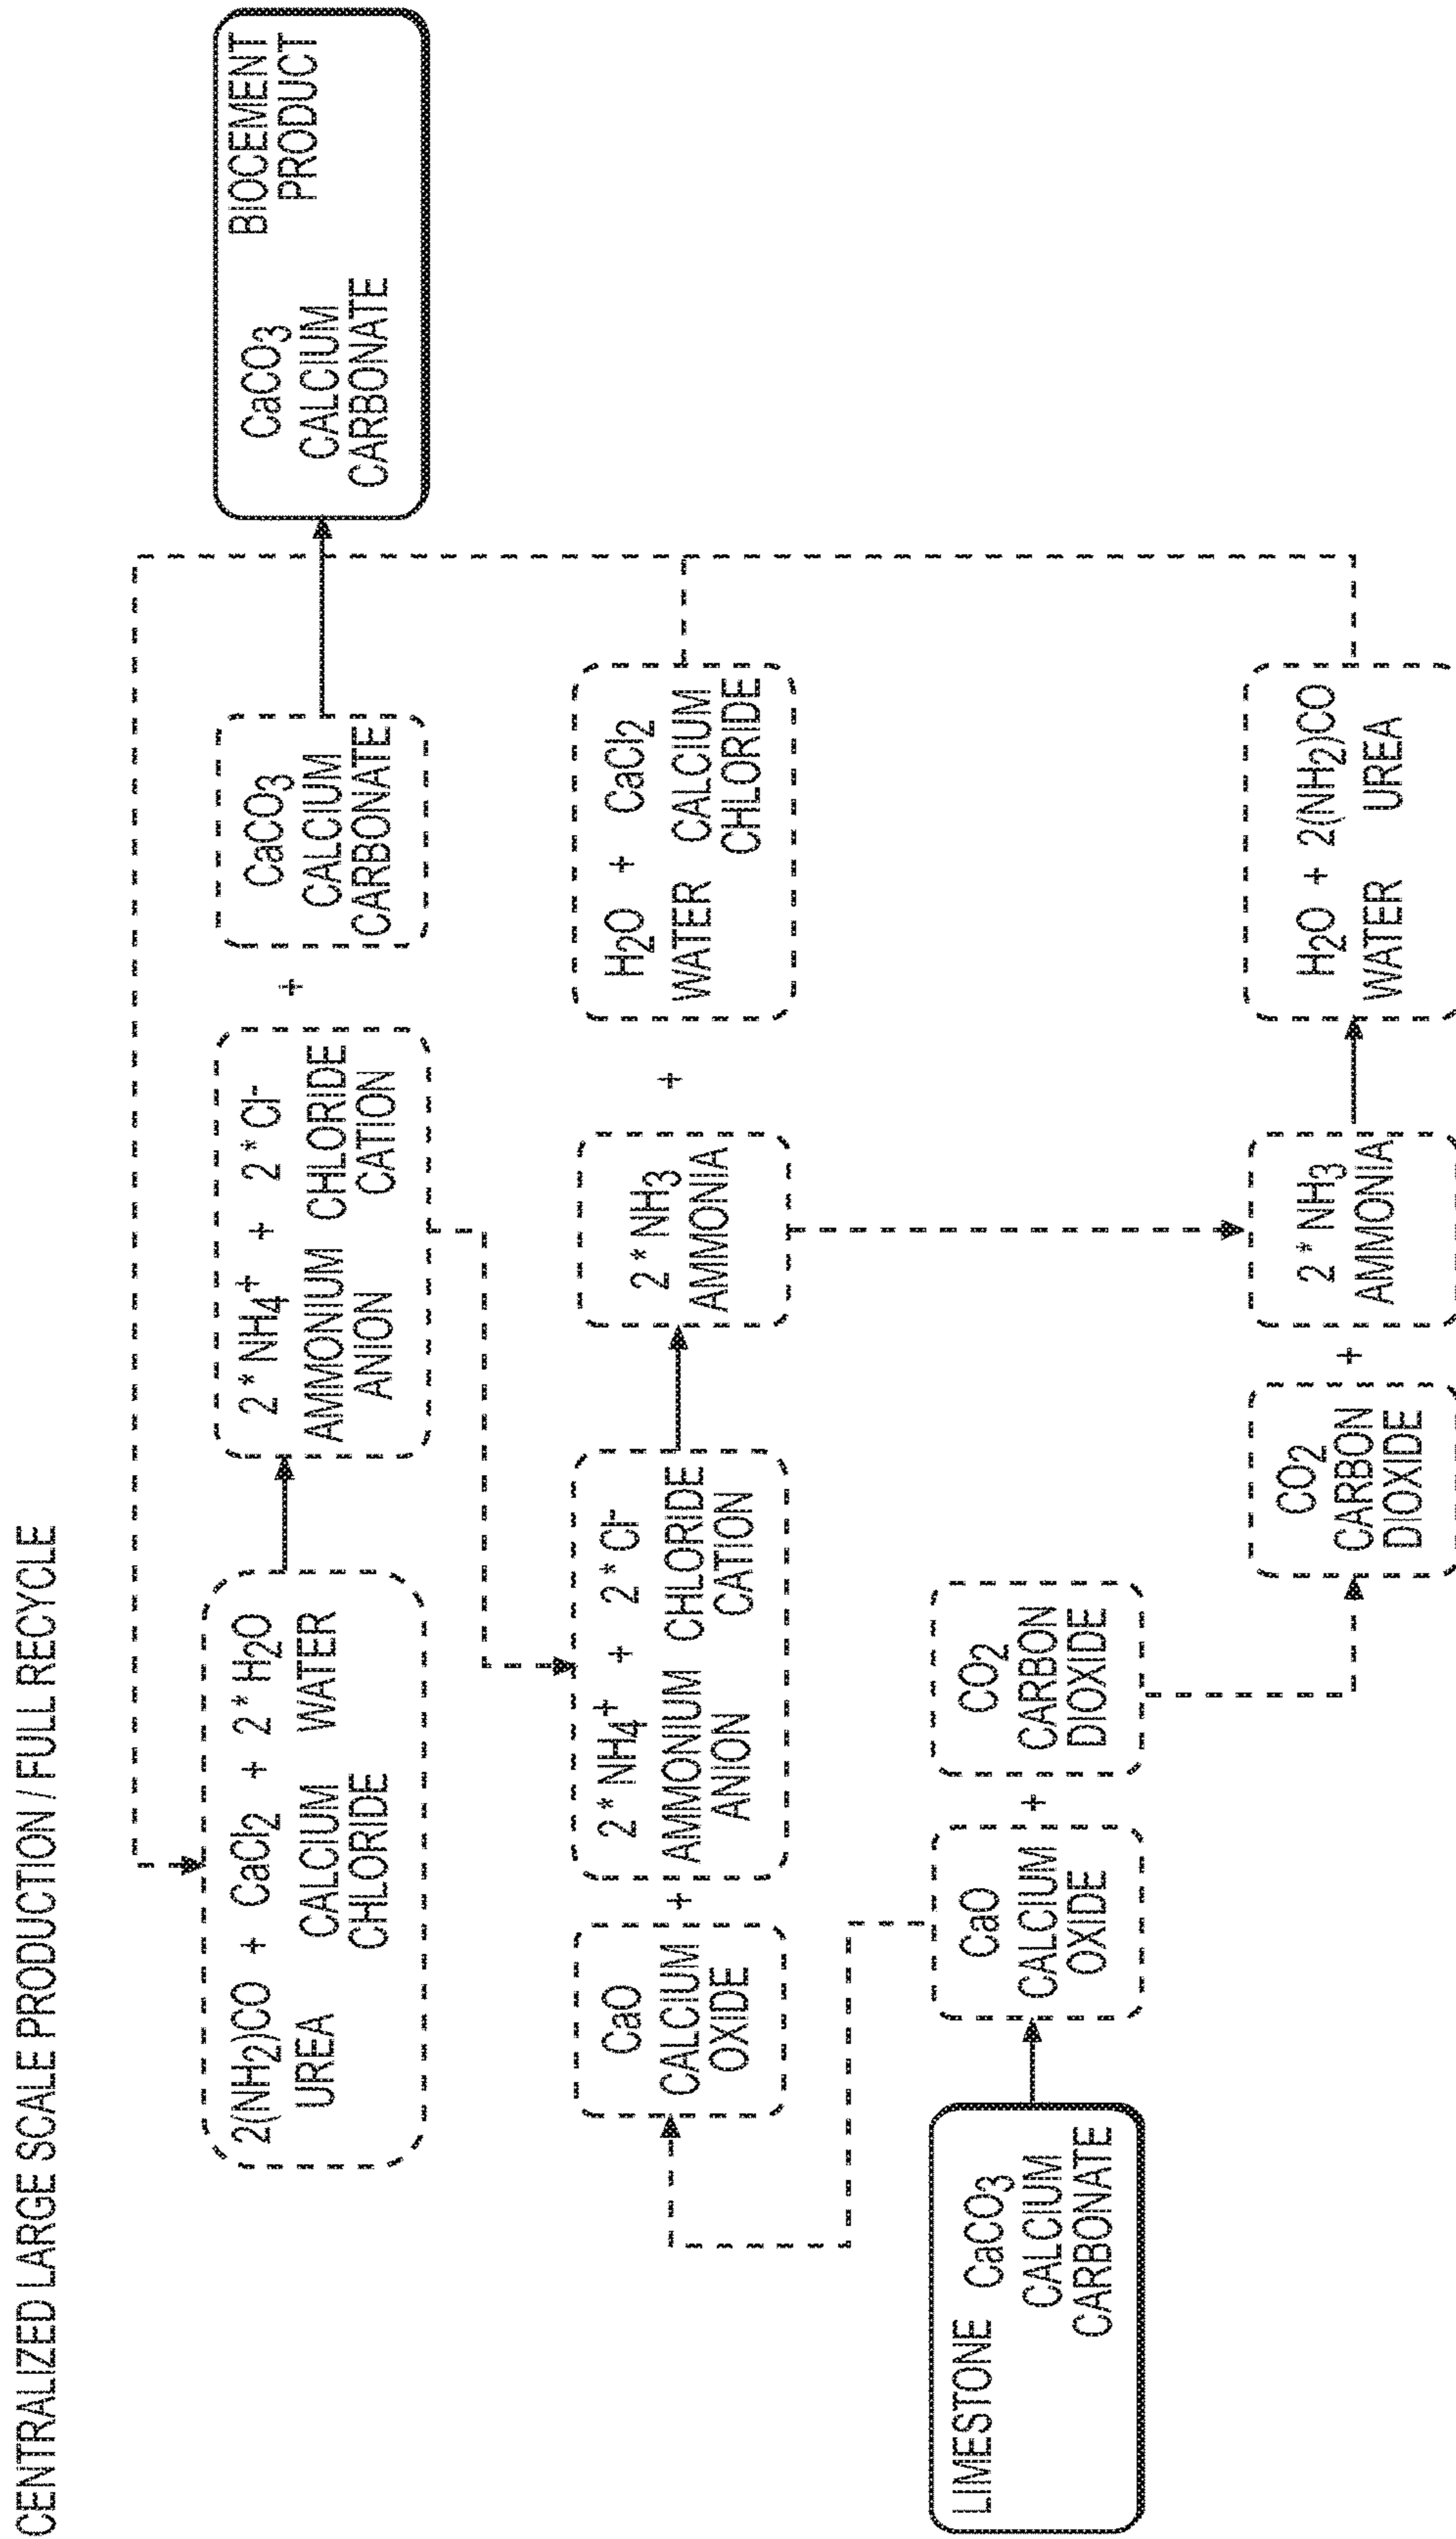 CENTRALIZED LARGE SCALE PRODUCTION / FULL RECYCLE
2(NH2)CO + CaCl2 + 2*H2O
UREA CALCIUM WATER
CHLORIDE
2*NH4+ + 2*Cl-
AMMONIUM CHLORIDE
ANION CATION
+
CaCO3
CALCIUM
CARBONATE
CaCO3 BIOCEMENT
CALCIUM PRODUCT
CARBONATE
CaO
CALCIUM
OXIDE
+
2*NH4+ + 2*Cl-
AMMONIUM CHLORIDE
ANION CATION
2*NH3
AMMONIA
+
H2O + CaCl2
WATER CALCIUM
CHLORIDE
LIMESTONE CaCO3
CALCIUM
CARBONATE
CaO
CALCIUM
OXIDE
+
CO2
CARBON
DIOXIDE
CO2
CARBON
DIOXIDE
+
2*NH3
AMMONIA
H2O + 2(NH2)CO
WATER UREA